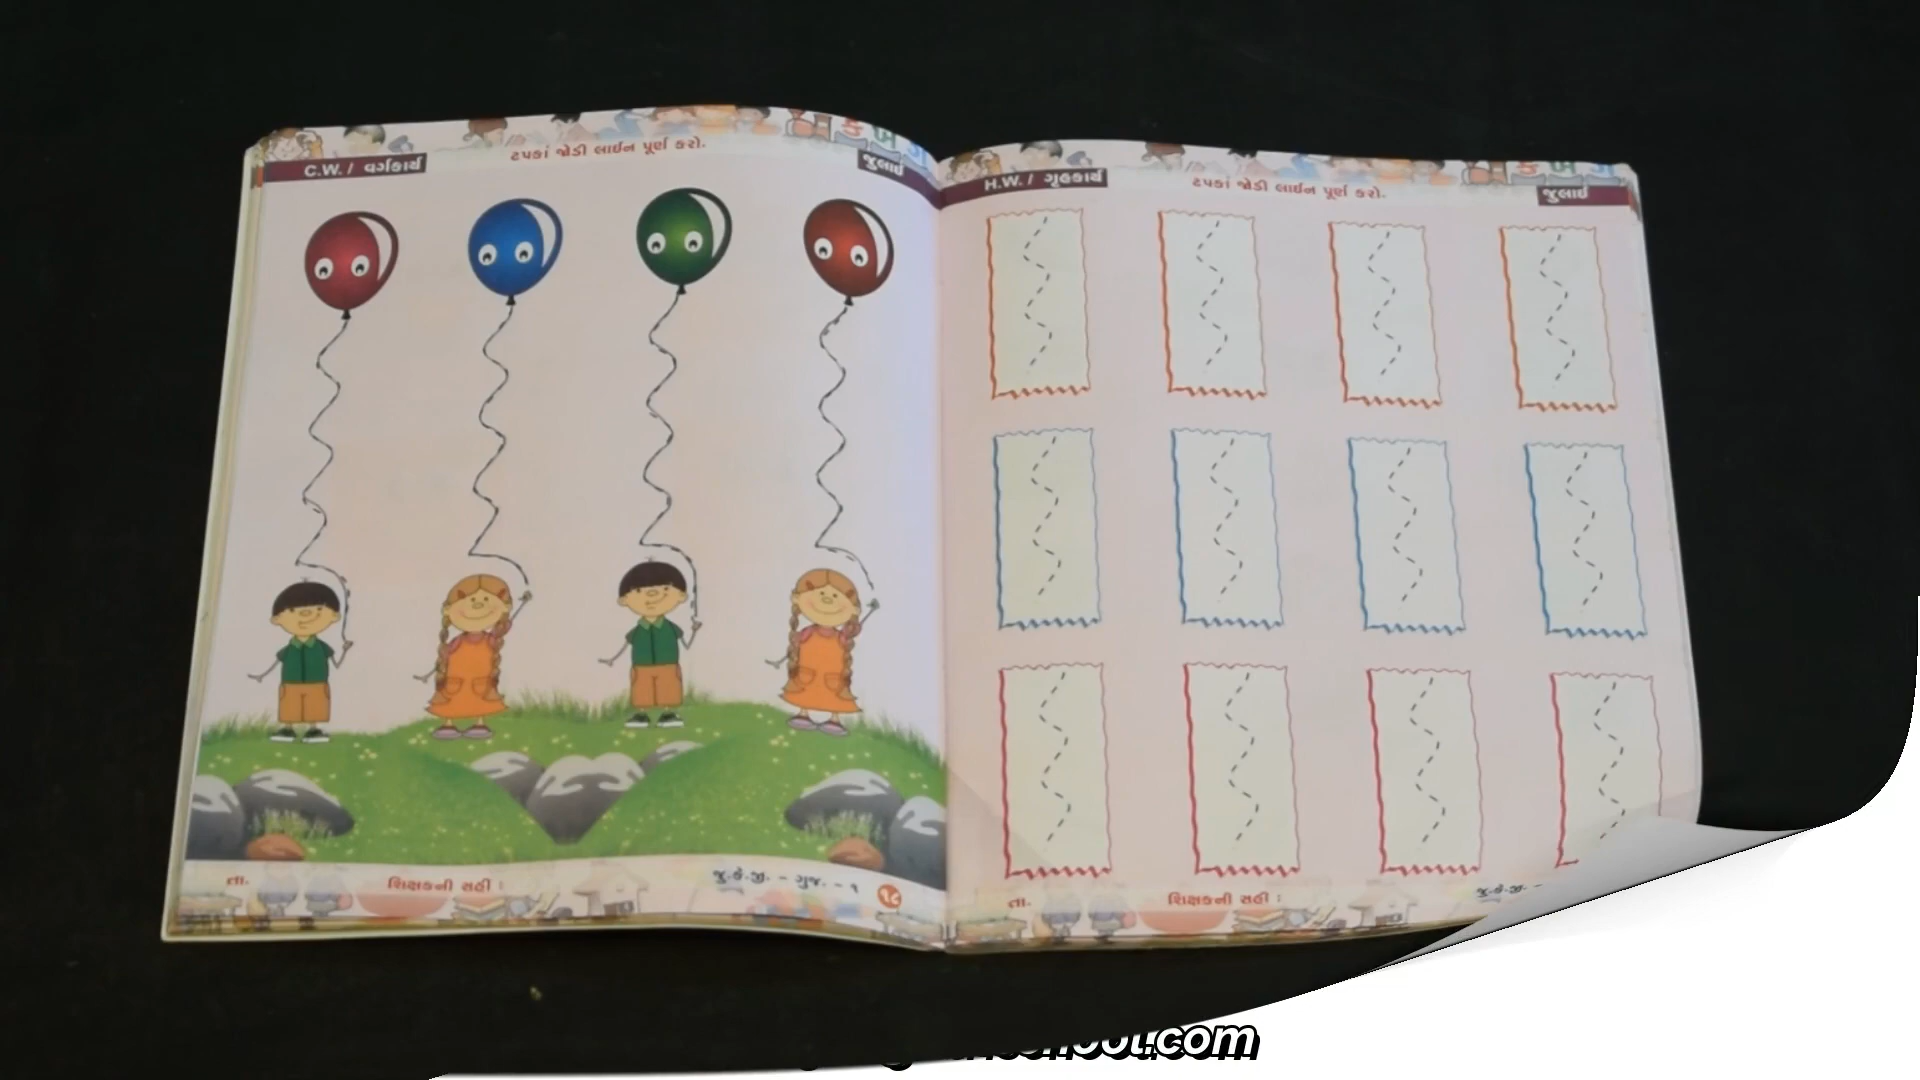 C.W. / વર્ગકાર્ય
ટપકાં જોડી લાઈન પૂર્ણ કરો.
જુલાઈ
તા.
શિક્ષકની સહી :
જુ.કે.જી. - ગુજ. - ૧
૧૮
H.W. / ગૃહકાર્ય
ટપકાં જોડી લાઈન પૂર્ણ કરો.
જુલાઈ
તા.
શિક્ષકની સહી :
જુ.કે.જી. -